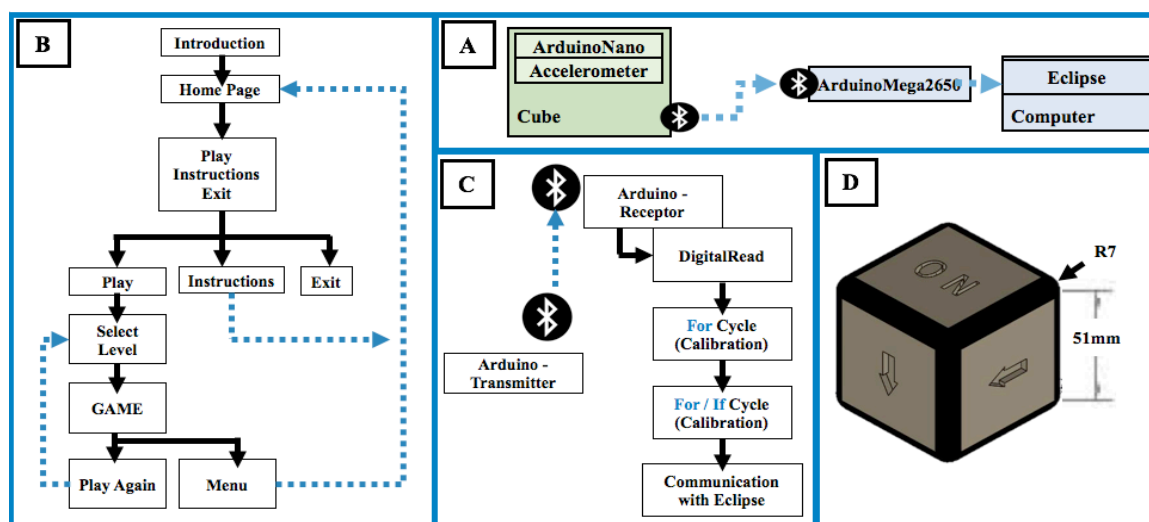 B
Introduction
Home Page
Play
Instructions
Exit
Play
Instructions
Exit
Select
Level
GAME
Play Again
Menu
A
ArduinoNano
Accelerometer
Cube
ArduinoMega2650
Eclipse
Computer
C
Arduino -
Receptor
DigitalRead
For Cycle
(Calibration)
Arduino -
Transmitter
For / If Cycle
(Calibration)
Communication
with Eclipse
D
ON
R7
51mm